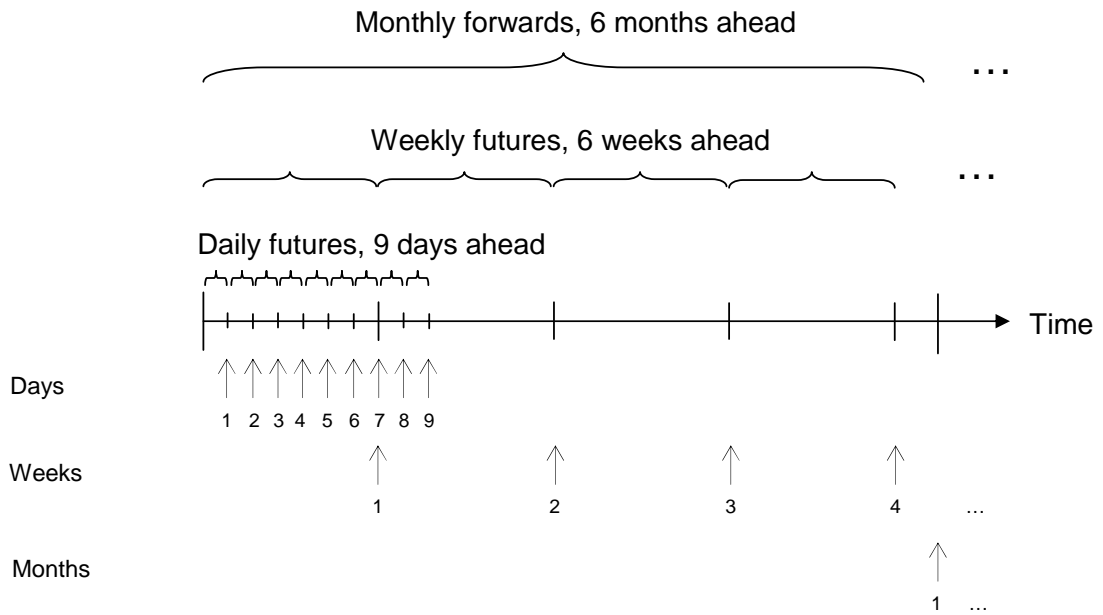 Monthly forwards, 6 months ahead
…
Weekly futures, 6 weeks ahead
…
Daily futures, 9 days ahead
Time
Days
1 2 3 4 5 6 7 8 9
Weeks
1 2 3 4 …
Months
1 …